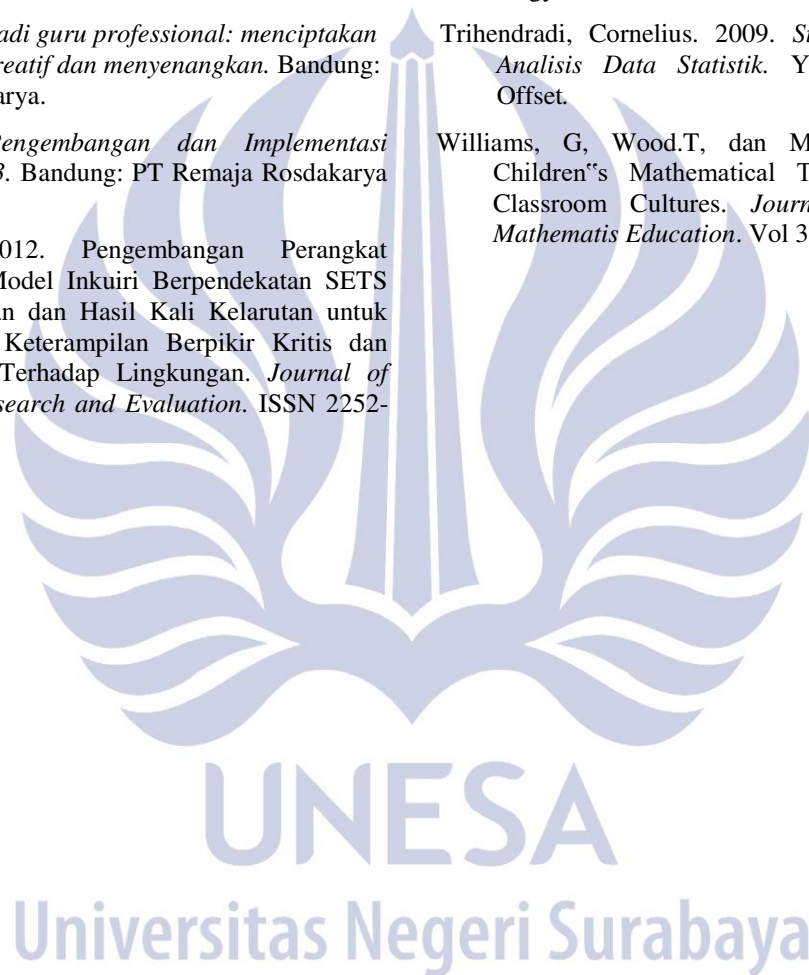 adi guru professional: menciptakan
reatif dan menyenangkan. Bandung:
arya.
engembangan dan Implementasi
3. Bandung: PT Remaja Rosdakarya
012. Pengembangan Perangkat
Model Inkuiri Berpendekatan SETS
an dan Hasil Kali Kelarutan untuk
Keterampilan Berpikir Kritis dan
Terhadap Lingkungan. Journal of
search and Evaluation. ISSN 2252-
Trihendradi, Cornelius. 2009. S
Analisis Data Statistik. Y
Offset.
Williams, G, Wood.T, dan M
Children‟s Mathematical T
Classroom Cultures. Journ
Mathematis Education. Vol 3
UNESA
Universitas Negeri Surabaya